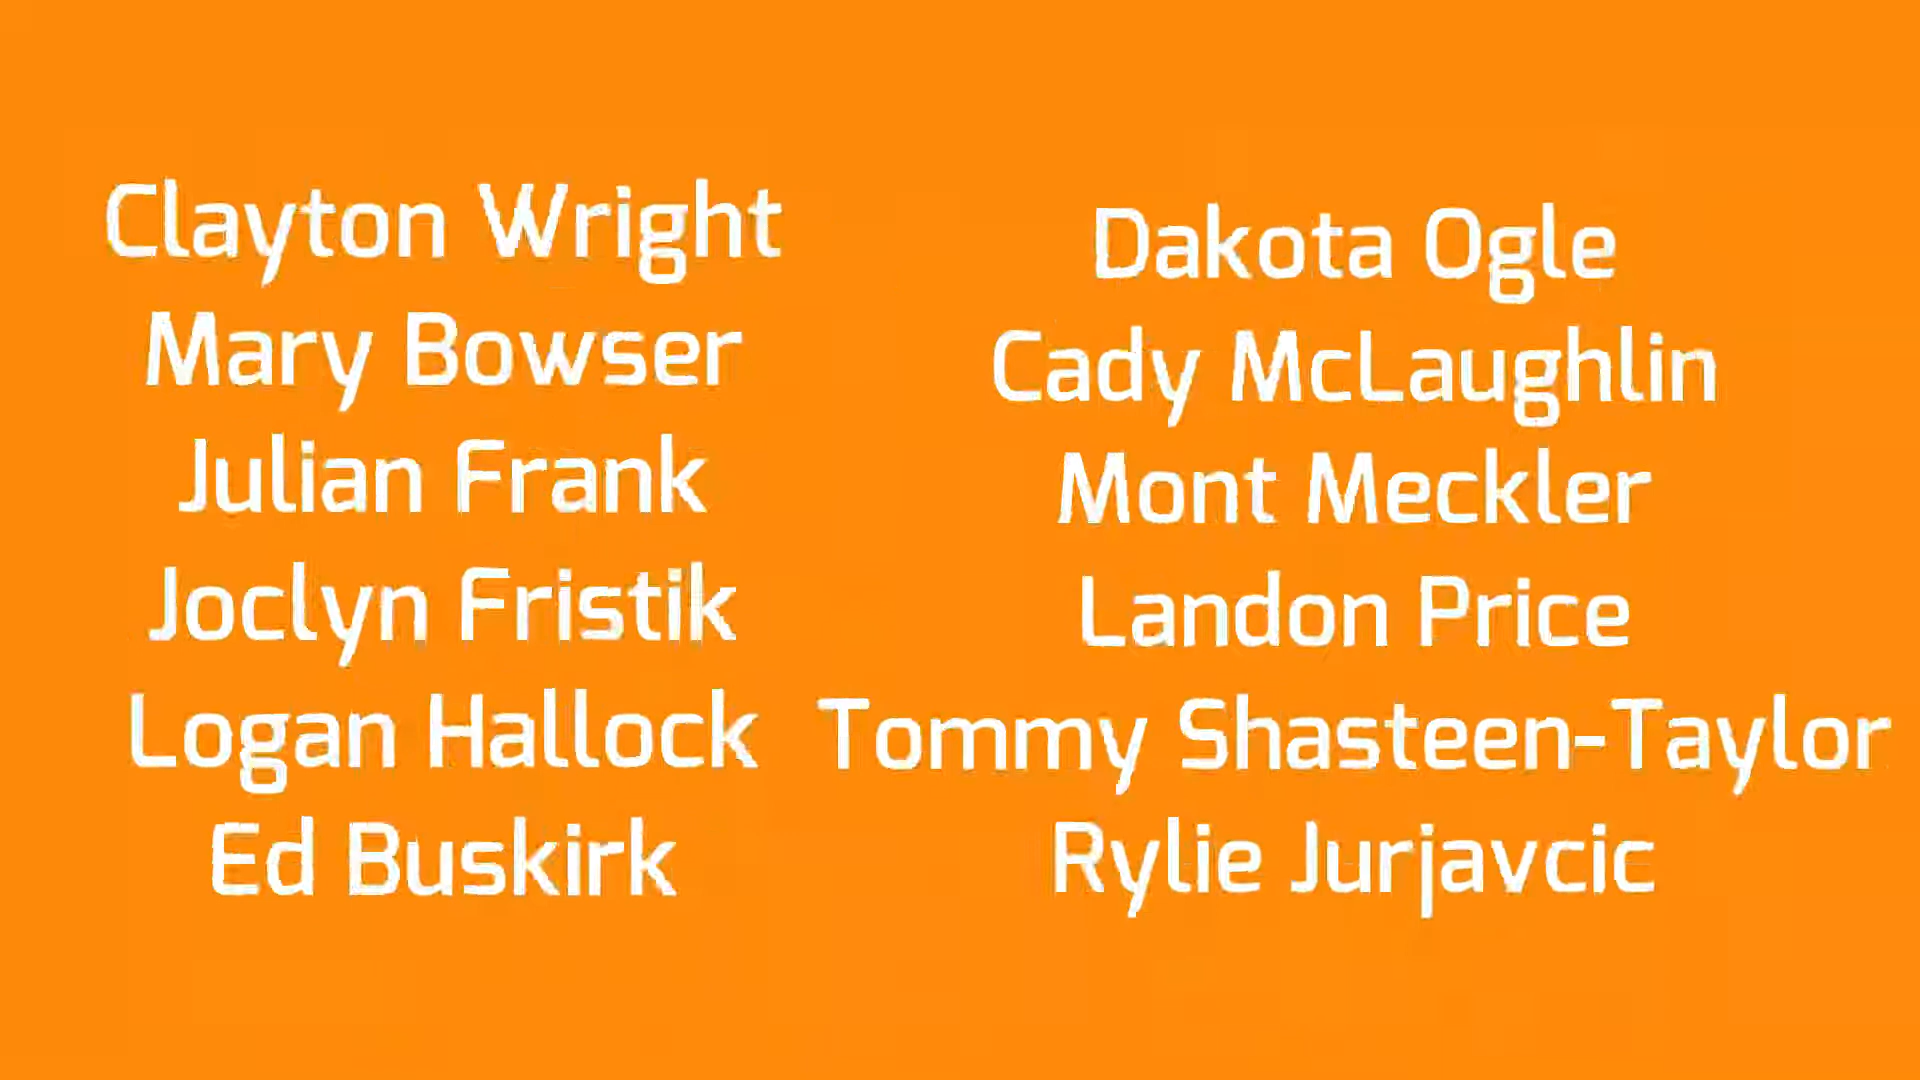 Clayton Wright
Mary Bowser
Julian Frank
Joclyn Fristik
Logan Hallock
Ed Buskirk
Dakota Ogle
Cady McLaughlin
Mont Meckler
Landon Price
Tommy Shasteen-Taylor
Rylie Jurjavcic